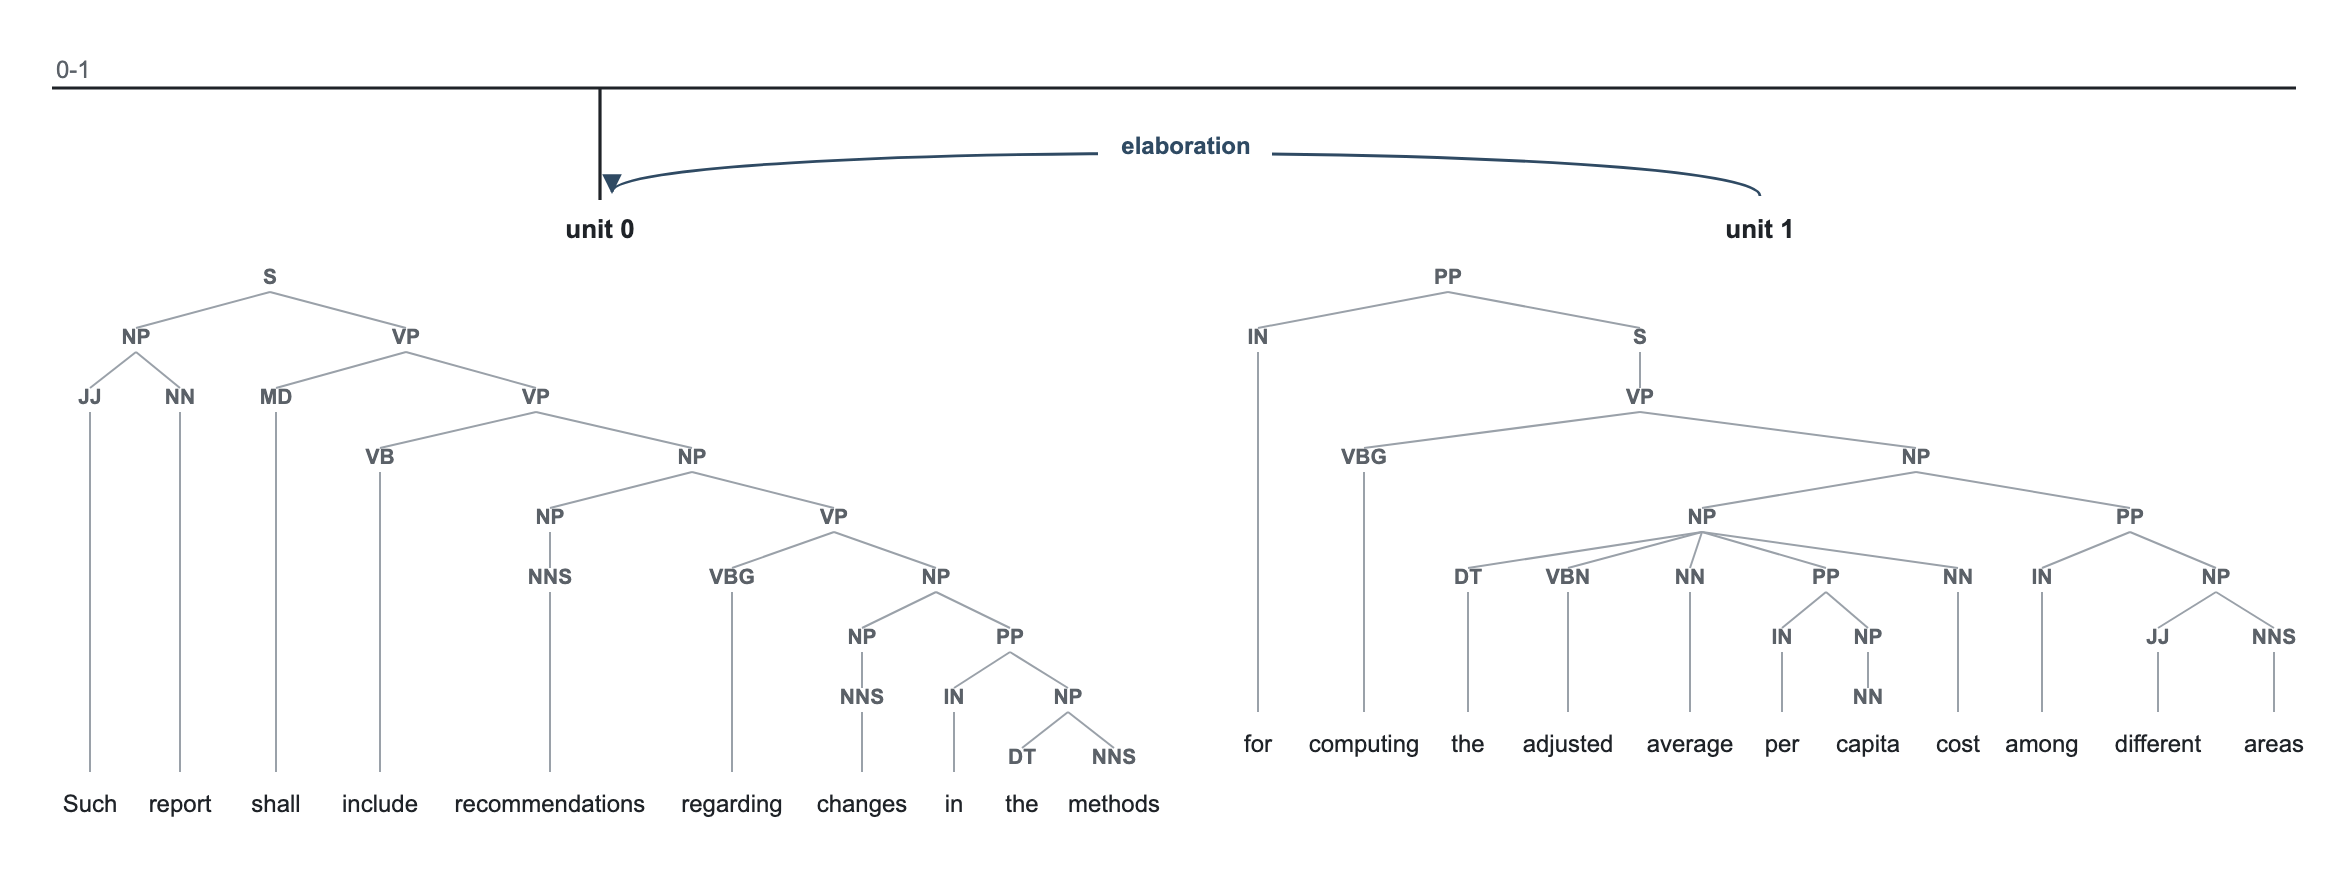 0-1
elaboration
unit 0 unit 1
S PP
NP VP IN S
JJ NN MD VP VP
VB NP VBG NP
NP VP NP PP
NNS VBG NP DT VBN NN PP NN IN NP
NP PP IN NP JJ NNS
NNS IN NP NN
for computing the adjusted average per capita cost among different areas
DT NNS
Such report shall include recommendations regarding changes in the methods